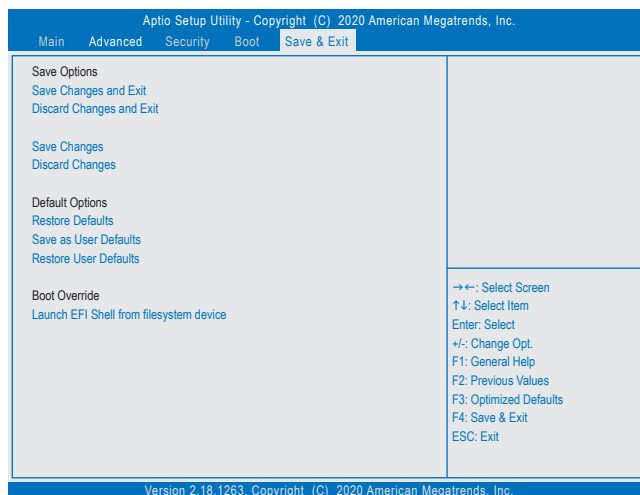 Aptio Setup Utility - Copyright (C) 2020 American Megatrends, Inc.
Main Advanced Security Boot Save & Exit
Save Options
Save Changes and Exit
Discard Changes and Exit
Save Changes
Discard Changes
Default Options
Restore Defaults
Save as User Defaults
Restore User Defaults
Boot Override
Launch EFI Shell from filesystem device
→←: Select Screen
↑↓: Select Item
Enter: Select
+/-: Change Opt.
F1: General Help
F2: Previous Values
F3: Optimized Defaults
F4: Save & Exit
ESC: Exit
Version 2.18.1263. Copyright (C) 2020 American Megatrends, Inc.